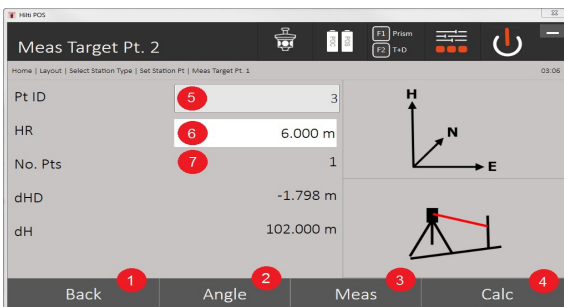 Hilti POS
Meas Target Pt. 2
POC
POS
F1 Prism
F2 T+D
Home | Layout | Select Station Type | Set Station Pt | Meas Target Pt. 1
03:06
Pt ID 5 3
HR 6 6.000 m
No. Pts 7 1
dHD -1.798 m
dH 102.000 m
H
N
E
1 2 3 4
Back Angle Meas Calc